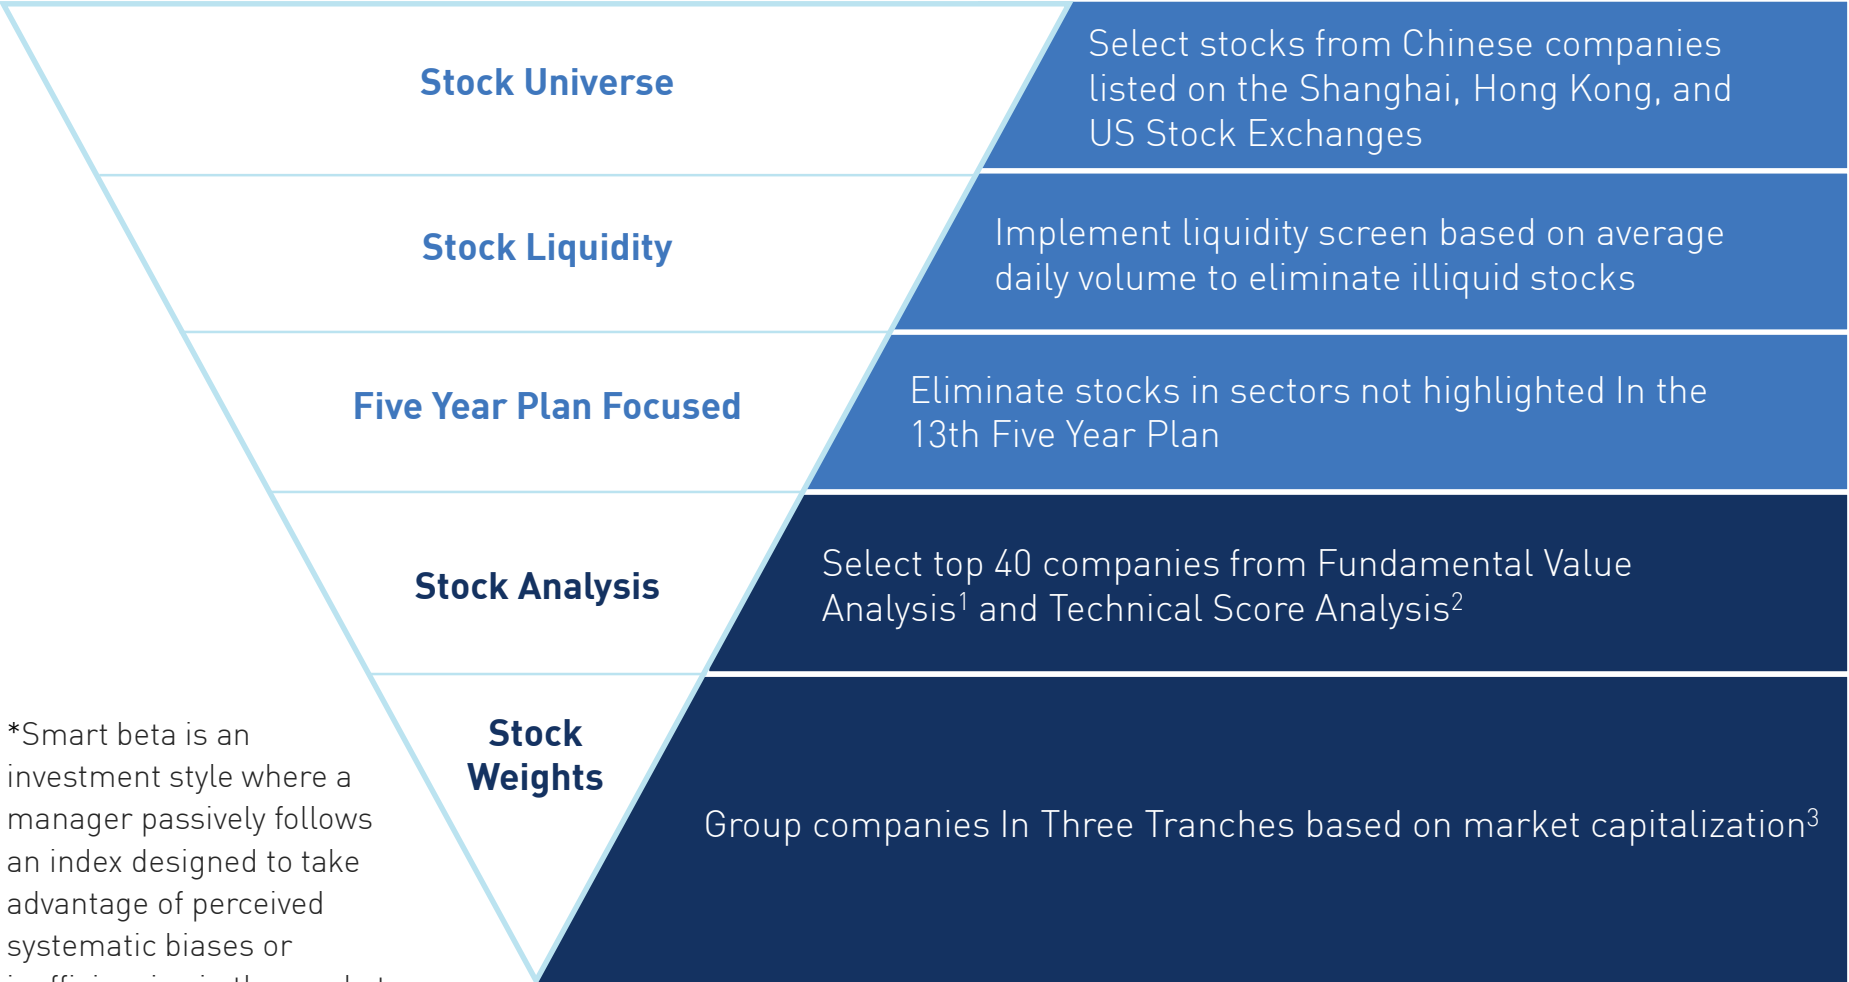 Stock Universe
Select stocks from Chinese companies
listed on the Shanghai, Hong Kong, and
US Stock Exchanges
Stock Liquidity
Implement liquidity screen based on average
daily volume to eliminate illiquid stocks
Five Year Plan Focused
Eliminate stocks in sectors not highlighted In the
13th Five Year Plan
Stock Analysis
Select top 40 companies from Fundamental Value
Analysis¹ and Technical Score Analysis²
Stock
Weights
Group companies In Three Tranches based on market capitalization³
*Smart beta is an
investment style where a
manager passively follows
an index designed to take
advantage of perceived
systematic biases or